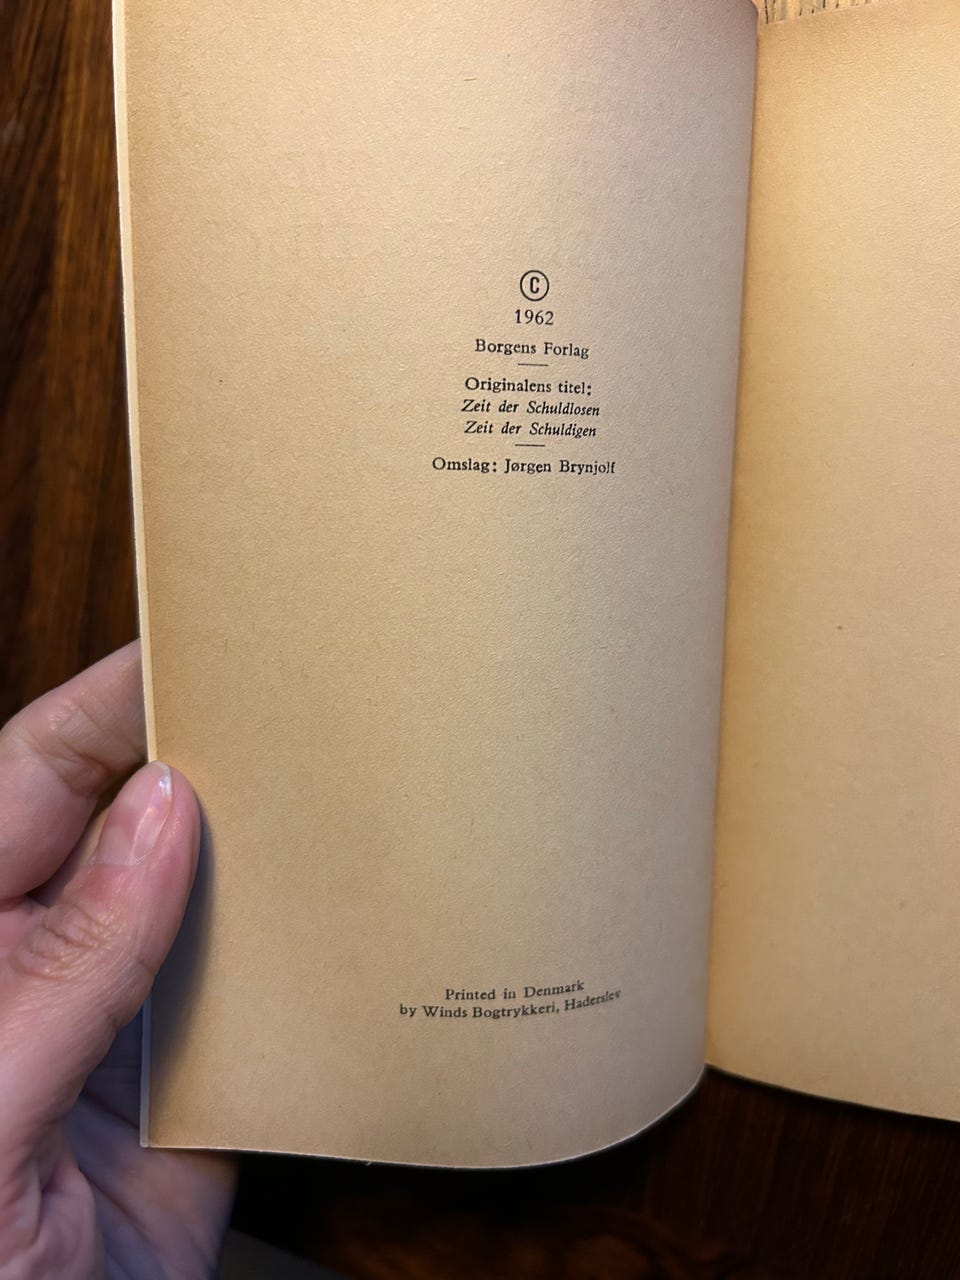 ©
1962
Borgens Forlag
Originalens titel:
Zeit der Schuldlosen
Zeit der Schuldigen
Omslag: Jørgen Brynjolf
Printed in Denmark
by Winds Bogtrykkeri, Haderslev